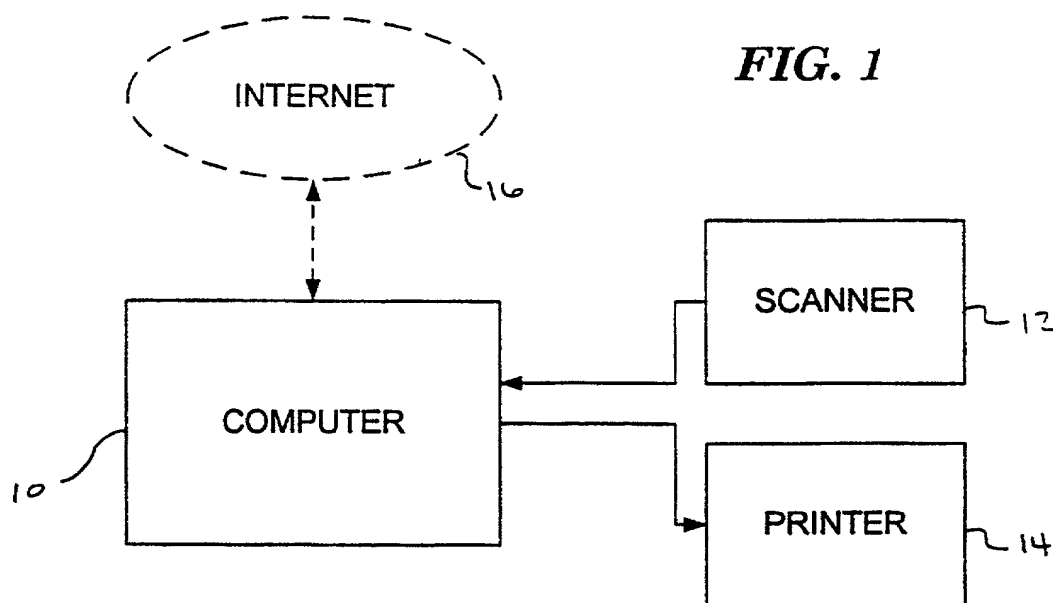 FIG. 1
INTERNET
16
SCANNER
12
COMPUTER
10
PRINTER
14